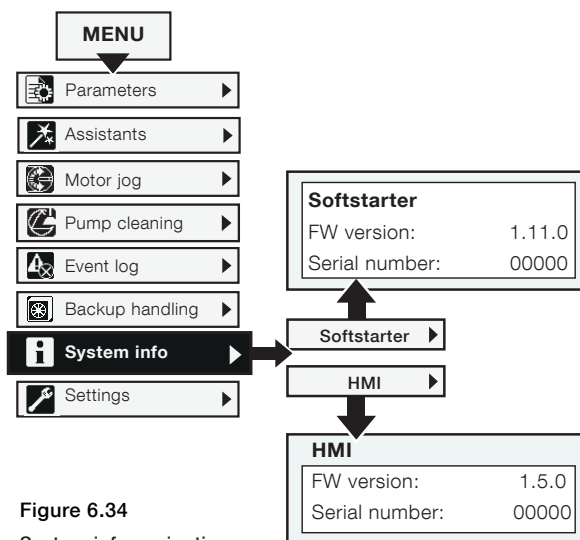 MENU
Parameters
Assistants
Motor jog
Pump cleaning
Event log
Backup handling
System info
Settings
Softstarter
FW version: 1.11.0
Serial number: 00000
Softstarter
HMI
HMI
FW version: 1.5.0
Serial number: 00000
Figure 6.34